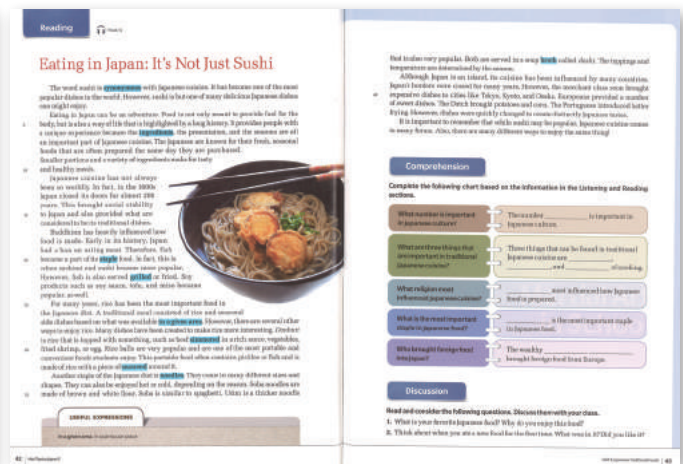 Reading
Eating in Japan: It's Not Just Sushi
The word sushi is synonymous with Japanese cuisine. It has become one of the most
popular dishes in the world. However, sushi is but one of many delicious Japanese dishes
one might enjoy.
Eating in Japan can be an adventure. Food is not only meant to provide fuel for the
body, but is also a way of life that is highlighted by a long history. It provides people with
a unique experience because the ingredients, the presentation, and the seasons are all
an important part of Japanese cuisine. The Japanese are known for their fresh, seasonal
foods that are often prepared the same day they are purchased.
Smaller portions and a variety of ingredients make for tasty
and healthy meals.
Japanese cuisine has not always
been so worldly. In fact, in the 1600s
Japan closed its doors for almost 200
years. This brought social stability
to Japan and also provided what are
considered to be its traditional dishes.
Buddhism has heavily influenced how
food is made. Early in its history, Japan
had a ban on eating meat. Therefore, fish
became a part of its staple food. In fact, this is
when sashimi and sushi became more popular.
However, fish is also served grilled or fried. Soy
products such as soy sauce, tofu, and miso became
popular as well.
For many years, rice has been the most important food in
the Japanese diet. A traditional meal consisted of rice and seasonal
side dishes based on what was available in a given area. However, there are several other
ways to enjoy rice. Many dishes have been created to make rice more interesting. Donburi
is rice that is topped with something, such as beef simmered in a rich sauce, vegetables,
fried shrimp, or egg. Rice balls are very popular and are one of the most portable and
convenient foods students enjoy. This portable food often contains pickles or fish and is
made of rice with a piece of seaweed around it.
Another staple of the Japanese diet is noodles. They come in many different sizes and
shapes. They can also be enjoyed hot or cold, depending on the season. Soba noodles are
made of brown and white flour. Soba is similar to spaghetti. Udon is a thicker noodle
USEFUL EXPRESSIONS
42
that is also very popular. Both are served in a soup broth called dashi. The toppings and
temperature are determined by the season.
Although Japan is an island, its cuisine has been influenced by many countries.
Japan's borders were closed for many years. However, the merchant class soon brought
expensive dishes to cities like Tokyo, Kyoto, and Osaka. Europeans provided a number
of sweet dishes. The Dutch brought potatoes and corn. The Portuguese introduced batter
frying. However, dishes were quickly changed to create distinctly Japanese tastes.
It is important to remember that while sushi may be popular, Japanese cuisine comes
in many forms. Also, there are many different ways to enjoy the same thing!
Comprehension
Complete the following chart based on the information in the Listening and Reading
sections.
What number is important
in Japanese culture?
The number ________ is important in
Japanese culture.
What are three things that
are important in traditional
Japanese cuisine?
Three things that can be found in traditional
Japanese cuisine are ________,
________, and ________ of cooking.
What religion most
influenced Japanese cuisine?
________ most influenced how Japanese
food is prepared.
What is the most important
staple in Japanese food?
________ is the most important staple
in Japanese food.
Who brought foreign food
into Japan?
The wealthy ________
brought foreign food from Europe.
Discussion
Read and consider the following questions. Discuss them with your class.
1. What is your favorite Japanese food? Why do you enjoy this food?
2. Think about when you ate a new food for the first time. What was in it? Did you like it?
43